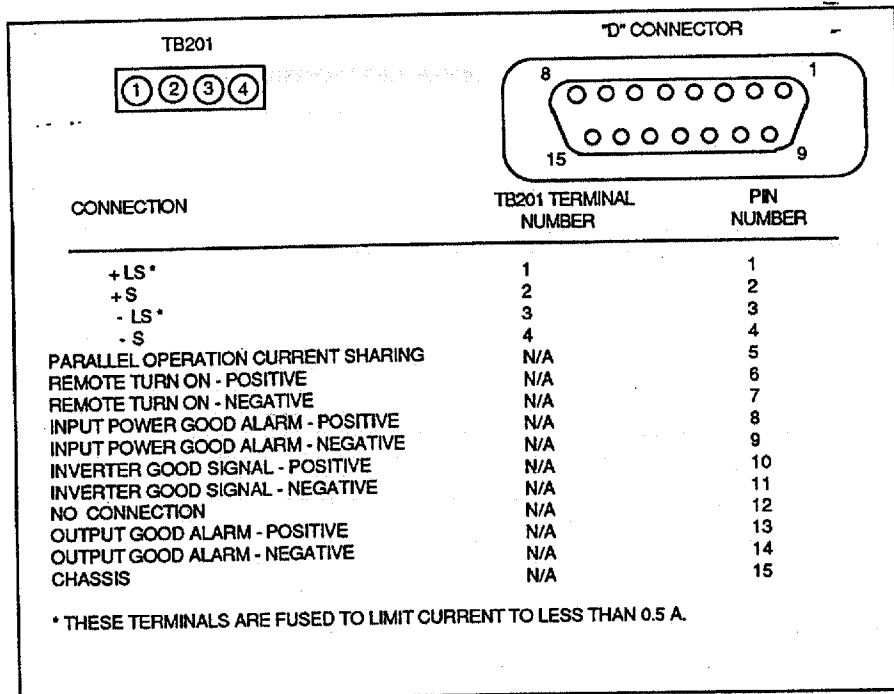 TB201
"D" CONNECTOR
1 2 3 4
8 1
15 9
CONNECTION TB201 TERMINAL NUMBER PIN NUMBER
+ LS * 1 1
+ S 2 2
- LS * 3 3
- S 4 4
PARALLEL OPERATION CURRENT SHARING N/A 5
REMOTE TURN ON - POSITIVE N/A 6
REMOTE TURN ON - NEGATIVE N/A 7
INPUT POWER GOOD ALARM - POSITIVE N/A 8
INPUT POWER GOOD ALARM - NEGATIVE N/A 9
INVERTER GOOD SIGNAL - POSITIVE N/A 10
INVERTER GOOD SIGNAL - NEGATIVE N/A 11
NO CONNECTION N/A 12
OUTPUT GOOD ALARM - POSITIVE N/A 13
OUTPUT GOOD ALARM - NEGATIVE N/A 14
CHASSIS N/A 15
* THESE TERMINALS ARE FUSED TO LIMIT CURRENT TO LESS THAN 0.5 A.